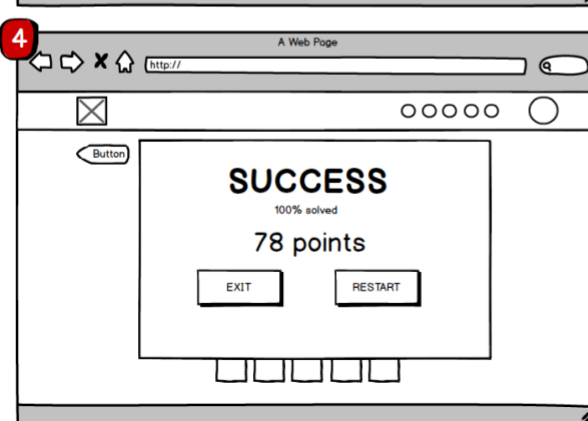 4
A Web Page
http://
Button
SUCCESS
100% solved
78 points
EXIT
RESTART